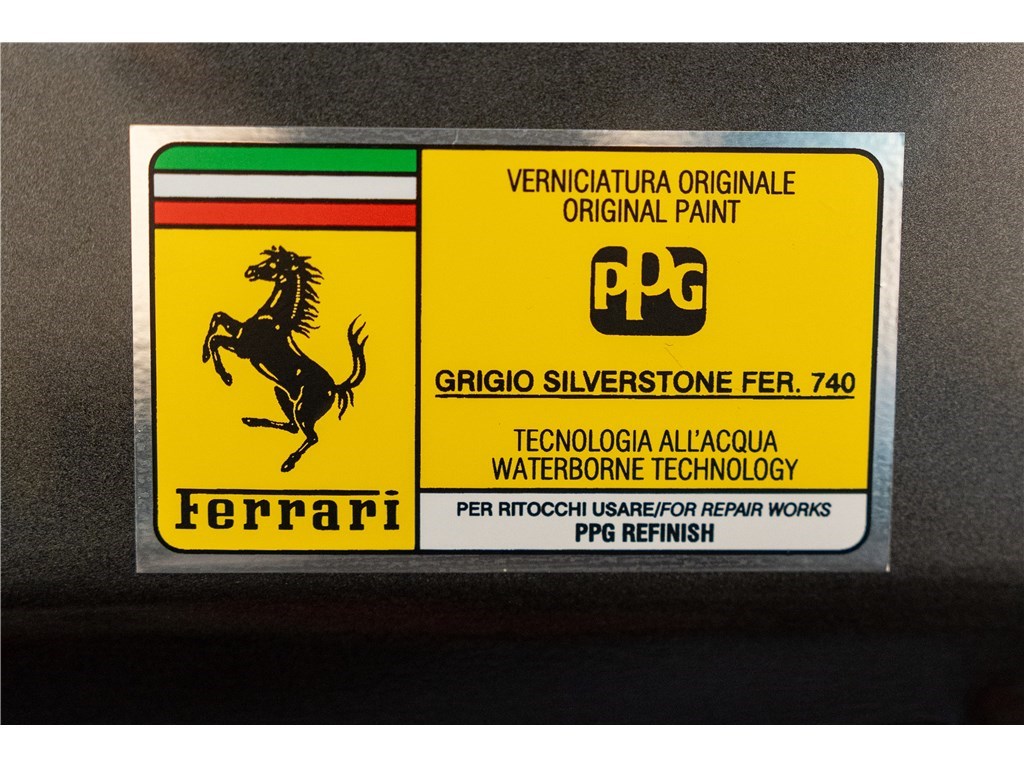 VERNICIATURA ORIGINALE
ORIGINAL PAINT
PPG
GRIGIO SILVERSTONE FER. 740
TECNOLOGIA ALL'ACQUA
WATERBORNE TECHNOLOGY
Ferrari
PER RITOCCHI USARE/FOR REPAIR WORKS
PPG REFINISH